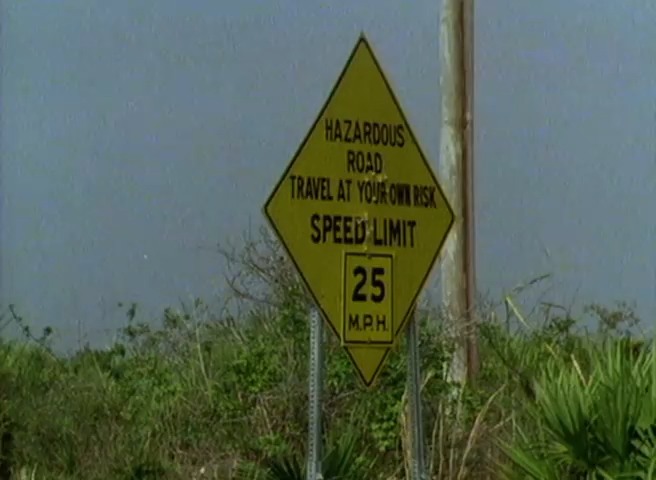 HAZARDOUS
ROAD
TRAVEL AT YOUR OWN RISK
SPEED LIMIT
25
M.P.H.